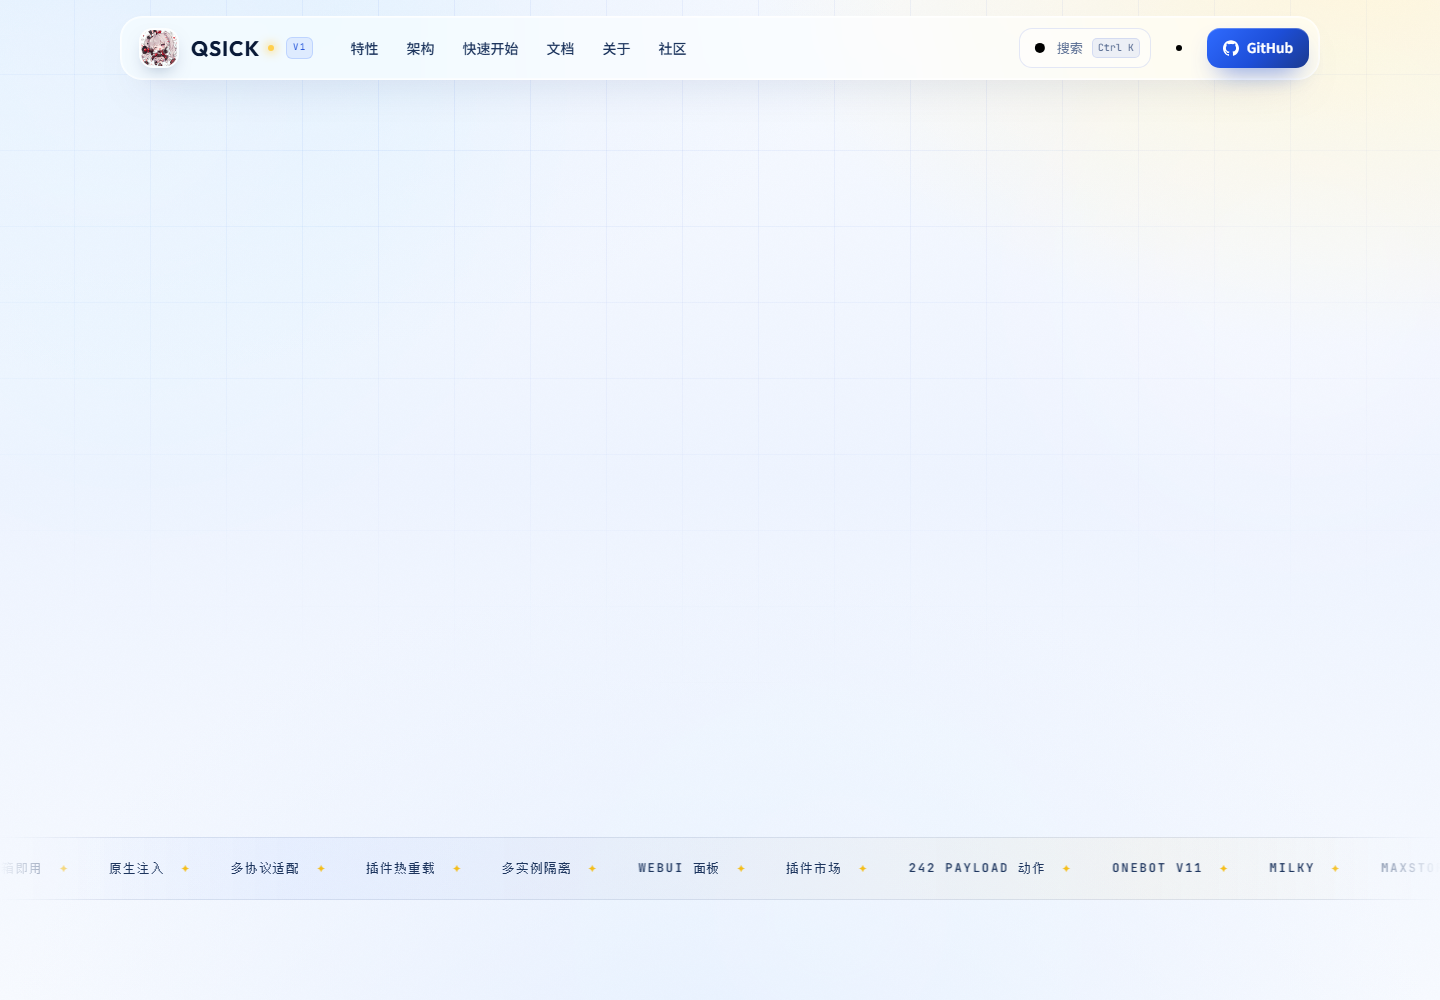 QSICK V1 特性 架构 快速开始 文档 关于 社区 搜索 Ctrl K GitHub
即用 ✦ 原生注入 ✦ 多协议适配 ✦ 插件热重载 ✦ 多实例隔离 ✦ WEBUI 面板 ✦ 插件市场 ✦ 242 PAYLOAD 动作 ✦ ONEBOT V11 ✦ MILKY ✦